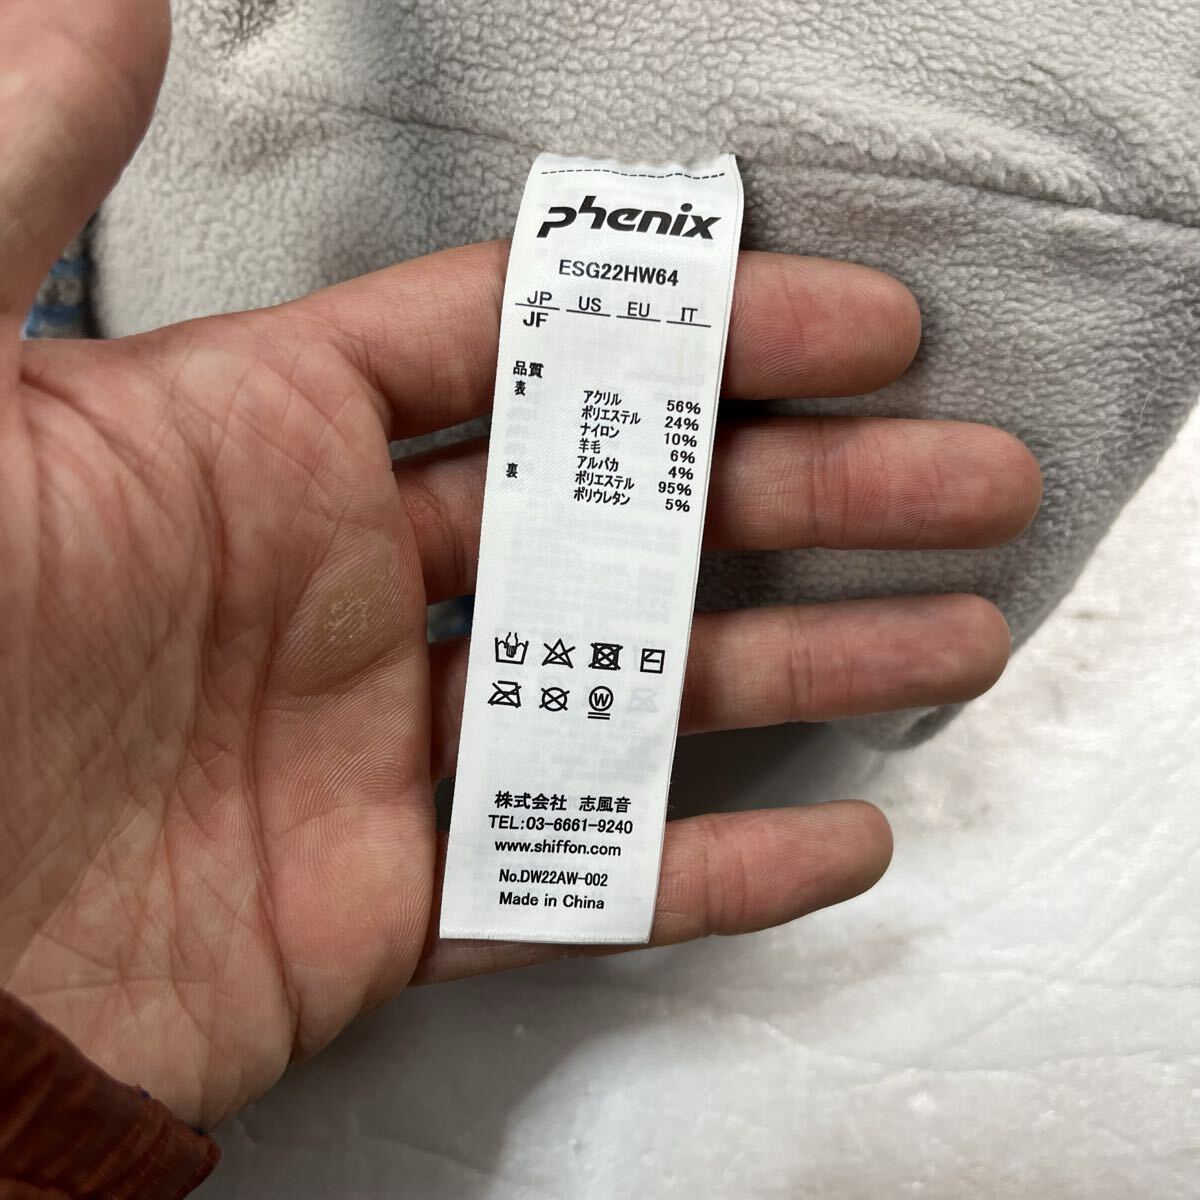 phenix
ESG22HW64
JP US EU IT
JF
品質
表 アクリル 56%
ポリエステル 24%
ナイロン 10%
羊毛 6%
アルパカ 4%
裏 ポリエステル 95%
ポリウレタン 5%
W
株式会社 志風音
TEL:03-6661-9240
www.shiffon.com
No.DW22AW-002
Made in China